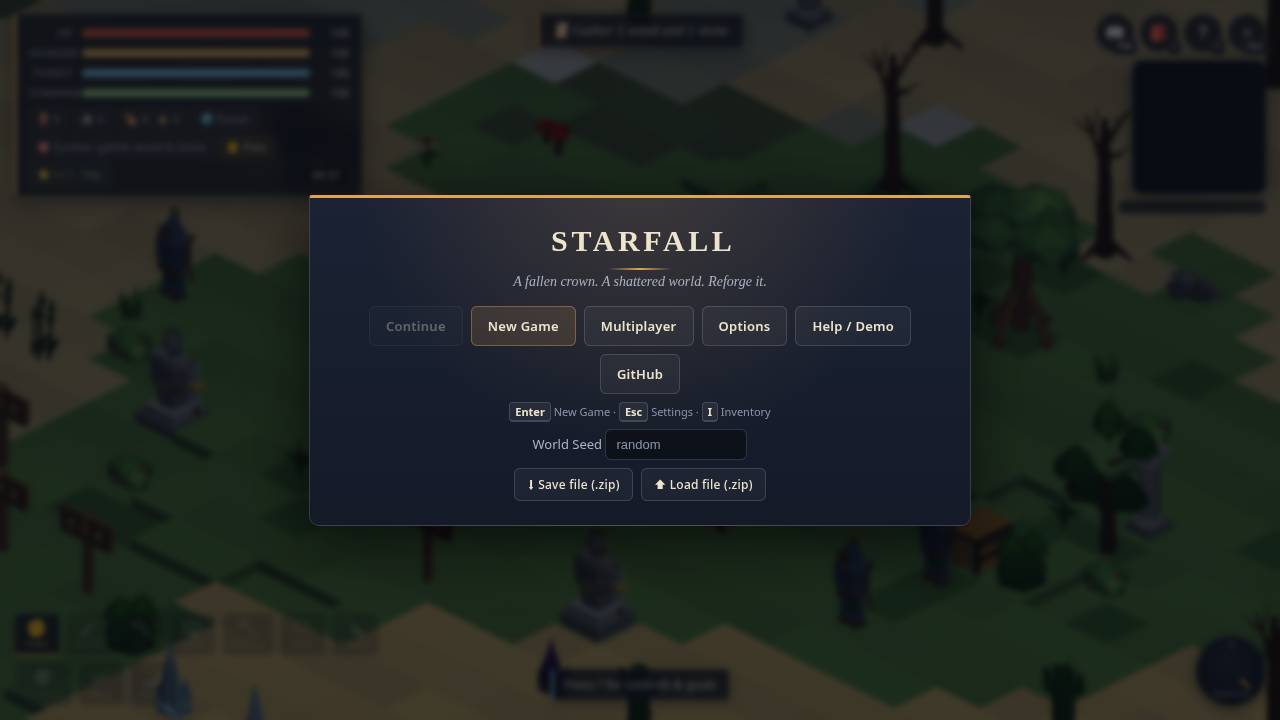 STARFALL
A fallen crown. A shattered world. Reforge it.
Continue New Game Multiplayer Options Help / Demo
GitHub
Enter New Game · Esc Settings · I Inventory
World Seed random
⬇ Save file (.zip) ⬆ Load file (.zip)